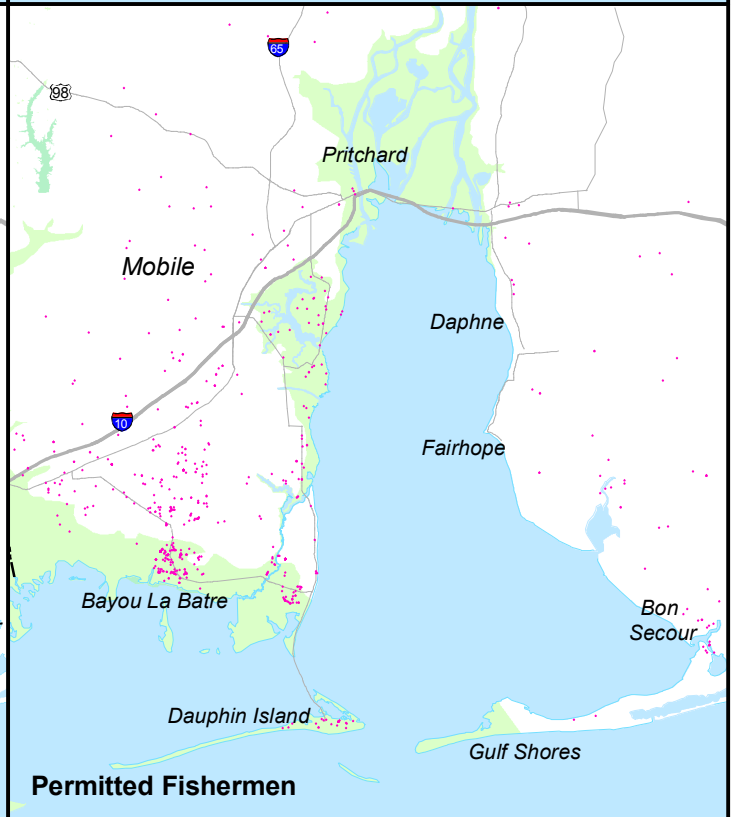 65
98
Pritchard
Mobile
Daphne
10
Fairhope
Bayou La Batre
Bon
Secour
Dauphin Island
Gulf Shores
Permitted Fishermen